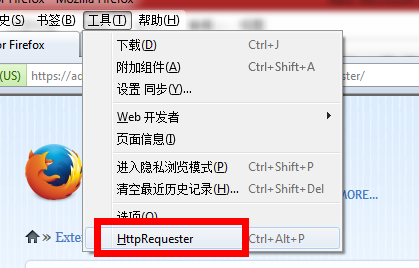 Mozilla Firefox
史(S) 书签(B) 工具(T) 帮助(H)
or Firefox
下载(D) Ctrl+J
(US) https://ac
附加组件(A) Ctrl+Shift+A
ester/
设置 同步(Y)...
Web 开发者
页面信息(I)
进入隐私浏览模式(P) Ctrl+Shift+P
清空最近历史记录(H)... Ctrl+Shift+Del
选项(O)
» Exte
HttpRequester Ctrl+Alt+P